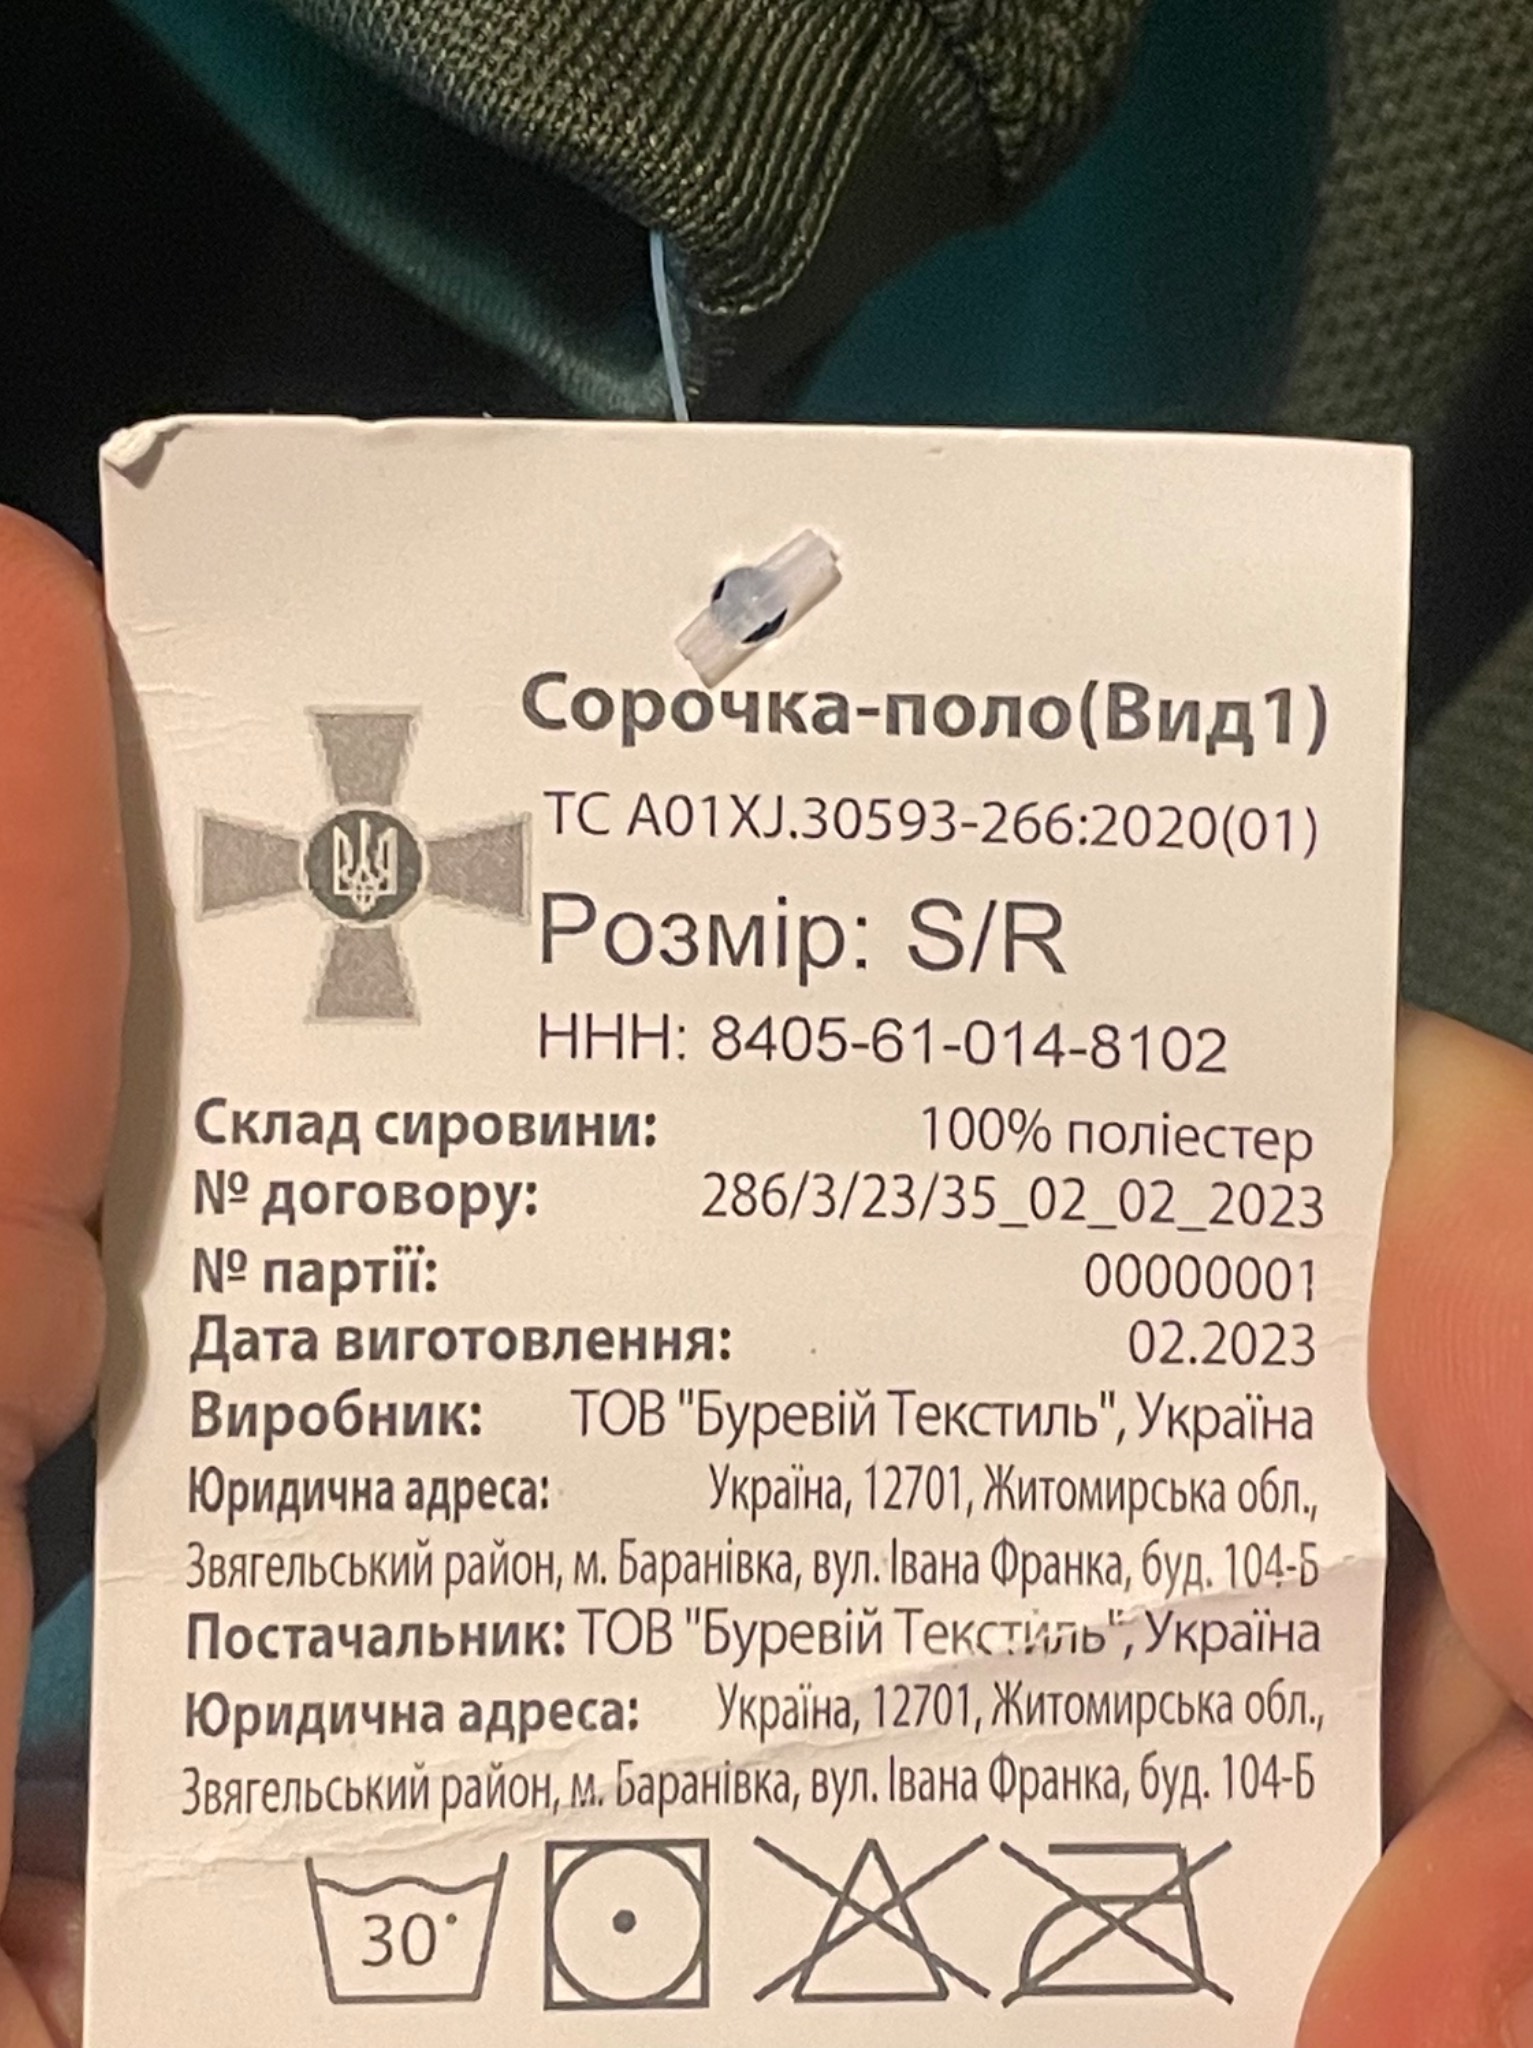 Сорочка-поло(Вид1)
ТС А01XJ.30593-266:2020(01)
Розмір: S/R
ННН: 8405-61-014-8102
Склад сировини: 100% поліестер
№ договору: 286/3/23/35_02_02_2023
№ партії: 00000001
Дата виготовлення: 02.2023
Виробник: ТОВ "Буревій Текстиль", Україна
Юридична адреса: Україна, 12701, Житомирська обл.,
Звягельський район, м. Баранівка, вул. Івана Франка, буд. 104-Б
Постачальник: ТОВ "Буревій Текстиль", Україна
Юридична адреса: Україна, 12701, Житомирська обл.,
Звягельський район, м. Баранівка, вул. Івана Франка, буд. 104-Б
30°